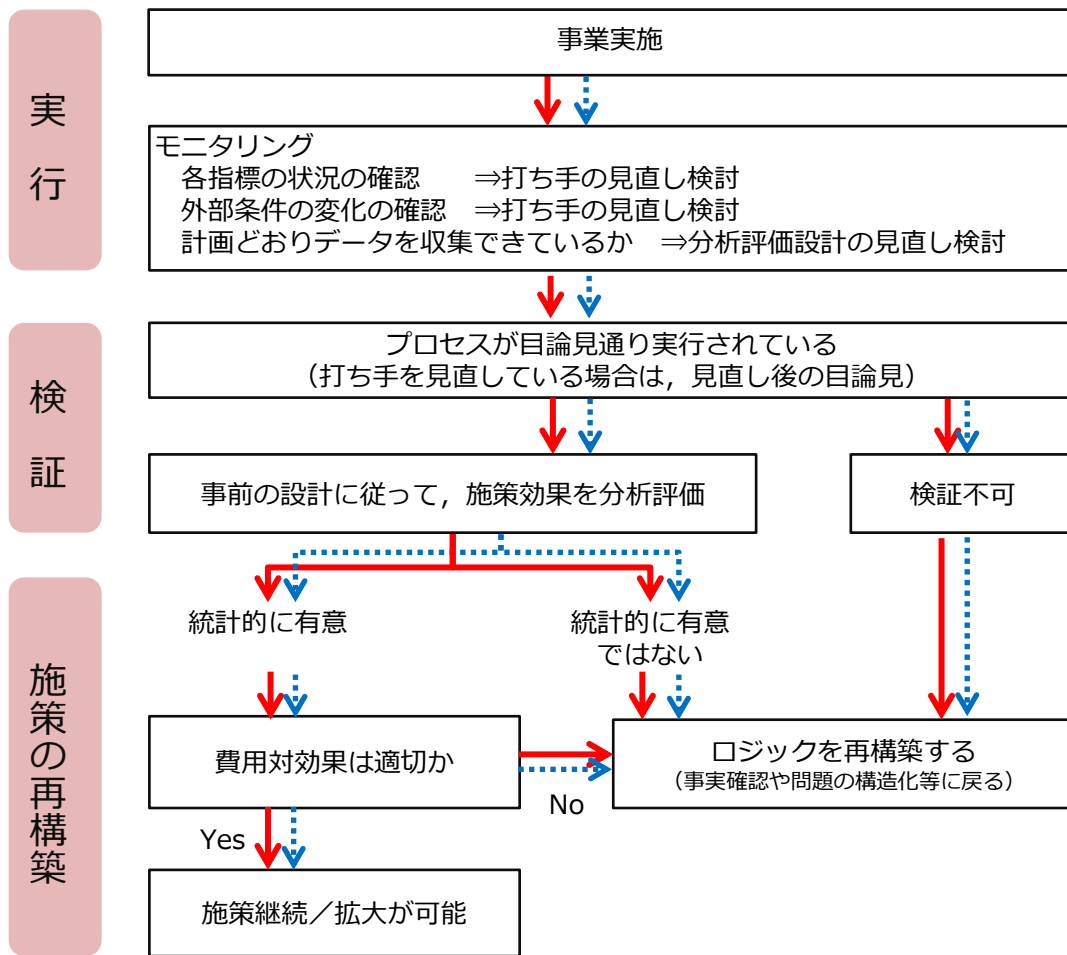 実行
事業実施
モニタリング
各指標の状況の確認　　⇒打ち手の見直し検討
外部条件の変化の確認　⇒打ち手の見直し検討
計画どおりデータを収集できているか　⇒分析評価設計の見直し検討
検証
プロセスが目論見通り実行されている
（打ち手を見直している場合は，見直し後の目論見）
事前の設計に従って，施策効果を分析評価
検証不可
施策の再構築
統計的に有意
統計的に有意
ではない
費用対効果は適切か
No
ロジックを再構築する
（事実確認や問題の構造化等に戻る）
Yes
施策継続／拡大が可能